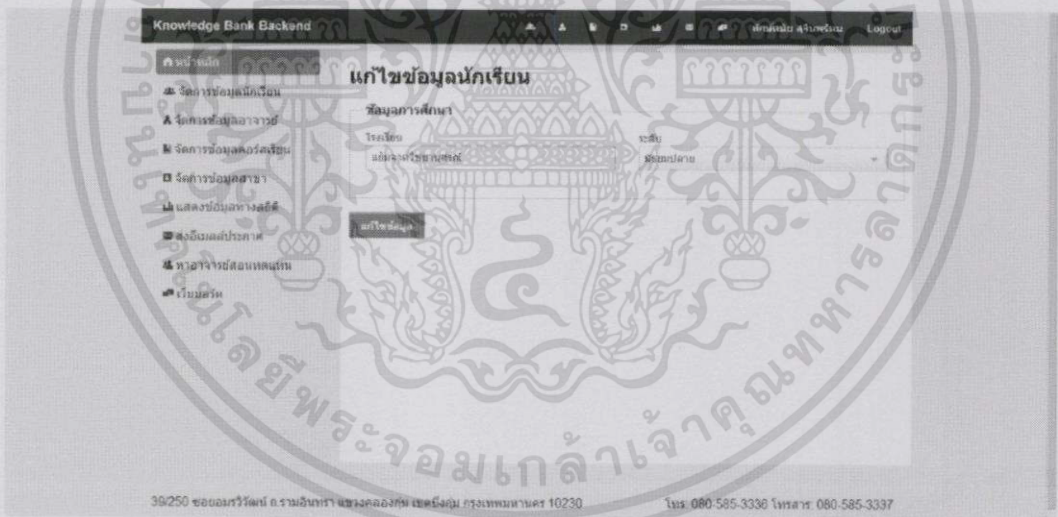 Knowledge Bank Backend Logout
หน้าหลัก
จัดการข้อมูลนักเรียน
จัดการข้อมูลอาจารย์
จัดการข้อมูลคอร์สเรียน
จัดการข้อมูลสาขา
แสดงข้อมูลทางสถิติ
ส่งอีเมลล์ประกาศ
หาอาจารย์สอนทดแทน
เว็บบอร์ด
แก้ไขข้อมูลนักเรียน
ข้อมูลการศึกษา
โรงเรียน ระดับ
มัธยมปลาย
แก้ไขข้อมูล
39/250 ซอยอมรวิวัฒน์ ถ.รามอินทรา แขวงคลองกุ่ม เขตบึงกุ่ม กรุงเทพมหานคร 10230 โทร: 080-585-3336 โทรสาร: 080-585-3337